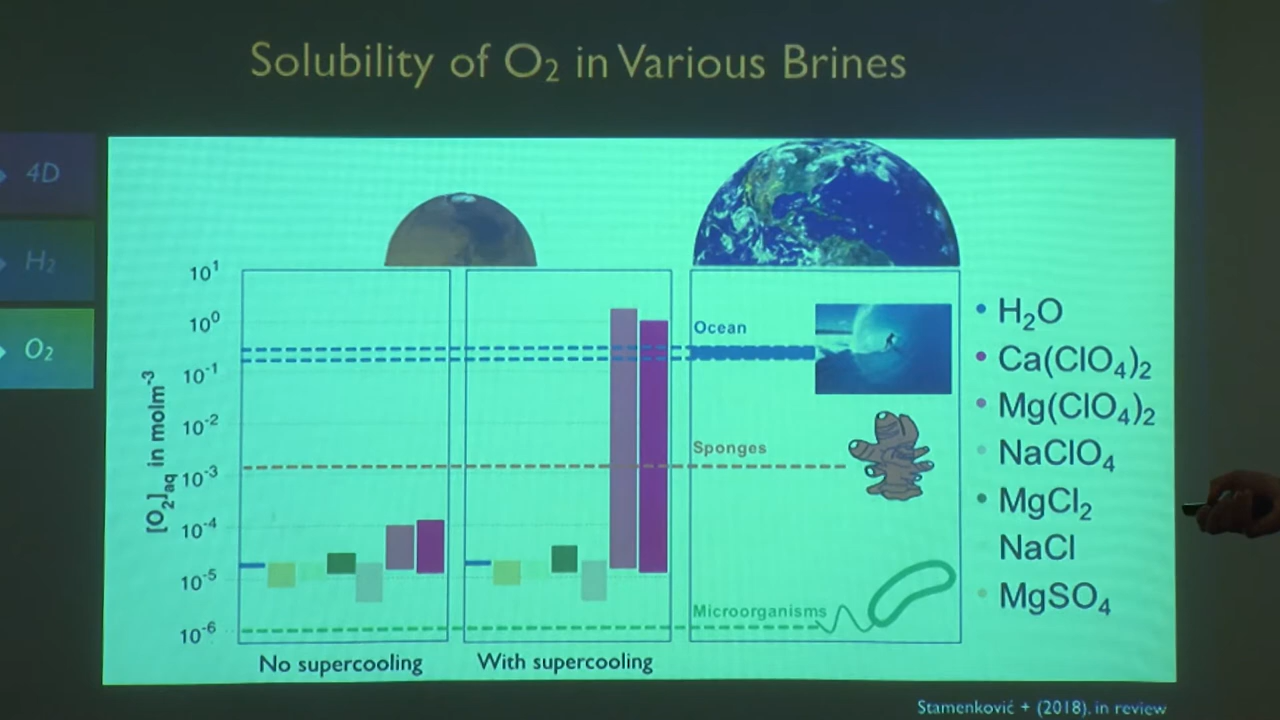 Solubility of O₂ in Various Brines
4D
H₂
O₂
[O₂]aq in molm⁻³
10¹
10⁰
10⁻¹
10⁻²
10⁻³
10⁻⁴
10⁻⁵
10⁻⁶
No supercooling
With supercooling
Ocean
Sponges
Microorganisms
H₂O
Ca(ClO₄)₂
Mg(ClO₄)₂
NaClO₄
MgCl₂
NaCl
MgSO₄
Stamenković + (2018), in review